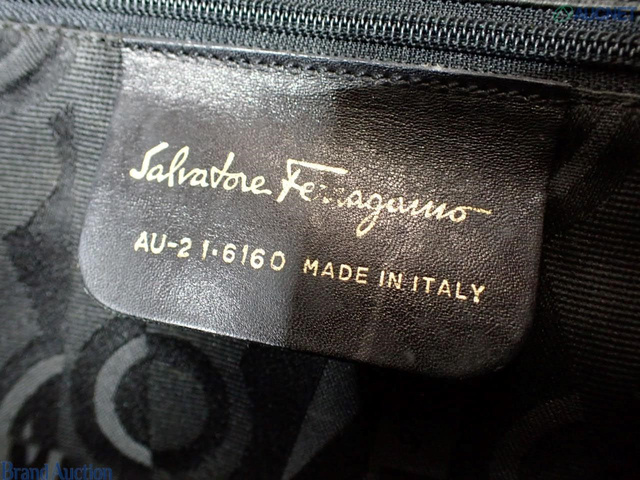 Salvatore Ferragamo
AU-21·6160 MADE IN ITALY
Brand Auction